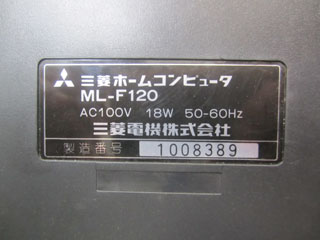 三菱ホームコンピュータ
ML-F120
AC100V 18W 50-60Hz
三菱電機株式会社
製造番号 1008389